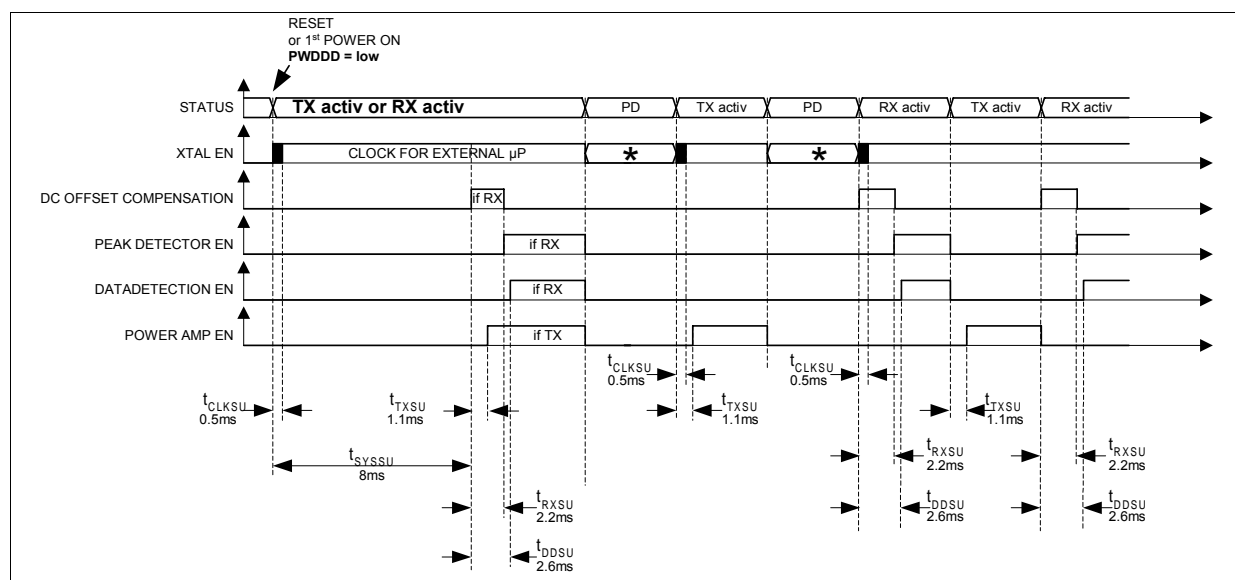 RESET
or 1st POWER ON
PWDDD = low
STATUS
TX activ or RX activ
PD
TX activ
PD
RX activ
TX activ
RX activ
XTAL EN
CLOCK FOR EXTERNAL µP
*
*
DC OFFSET COMPENSATION
if RX
PEAK DETECTOR EN
if RX
DATADETECTION EN
if RX
POWER AMP EN
if TX
tCLKSU
0.5ms
tCLKSU
0.5ms
tCLKSU
0.5ms
tTXSU
1.1ms
tTXSU
1.1ms
tTXSU
1.1ms
tSYSSU
8ms
tRXSU
2.2ms
tRXSU
2.2ms
tRXSU
2.2ms
tDDSU
2.6ms
tDDSU
2.6ms
tDDSU
2.6ms